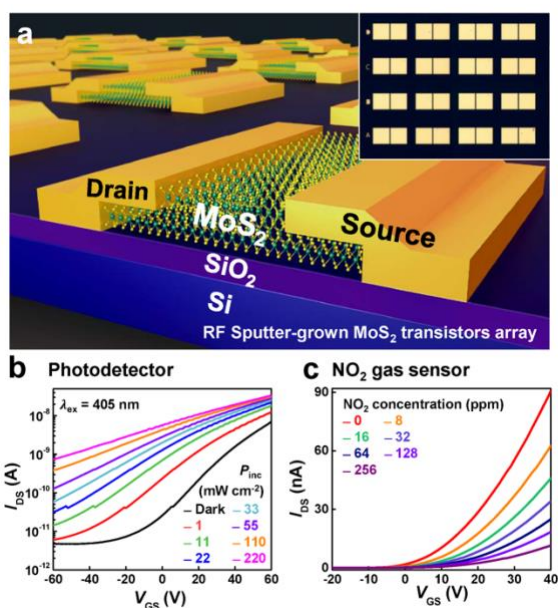 a
Drain
MoS₂
Source
SiO₂
Si
RF Sputter-grown MoS₂ transistors array
b Photodetector
λex = 405 nm
IDS (A)
10⁻⁸
10⁻⁹
10⁻¹⁰
10⁻¹¹
10⁻¹²
Pinc
(mW cm⁻²)
– Dark – 33
– 1 – 55
– 11 – 110
– 22 – 220
-60 -40 -20 0 20 40 60
VGS (V)
c NO₂ gas sensor
NO₂ concentration (ppm)
– 0 – 8
– 16 – 32
– 64 – 128
– 256
IDS (nA)
90
60
30
0
-20 -10 0 10 20 30 40
VGS (V)